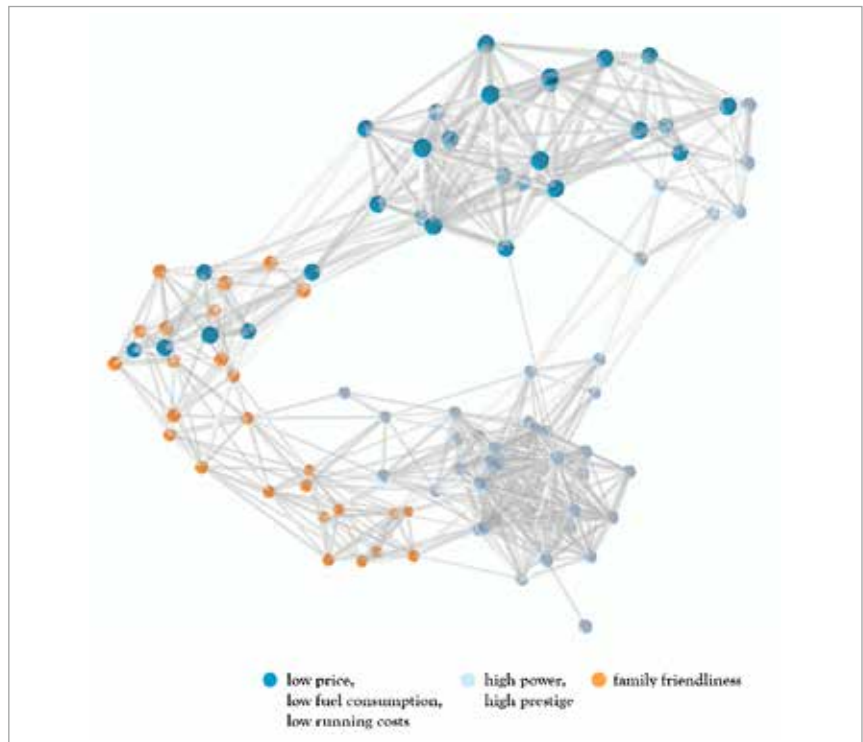 low price,
low fuel consumption,
low running costs
high power,
high prestige
family friendliness